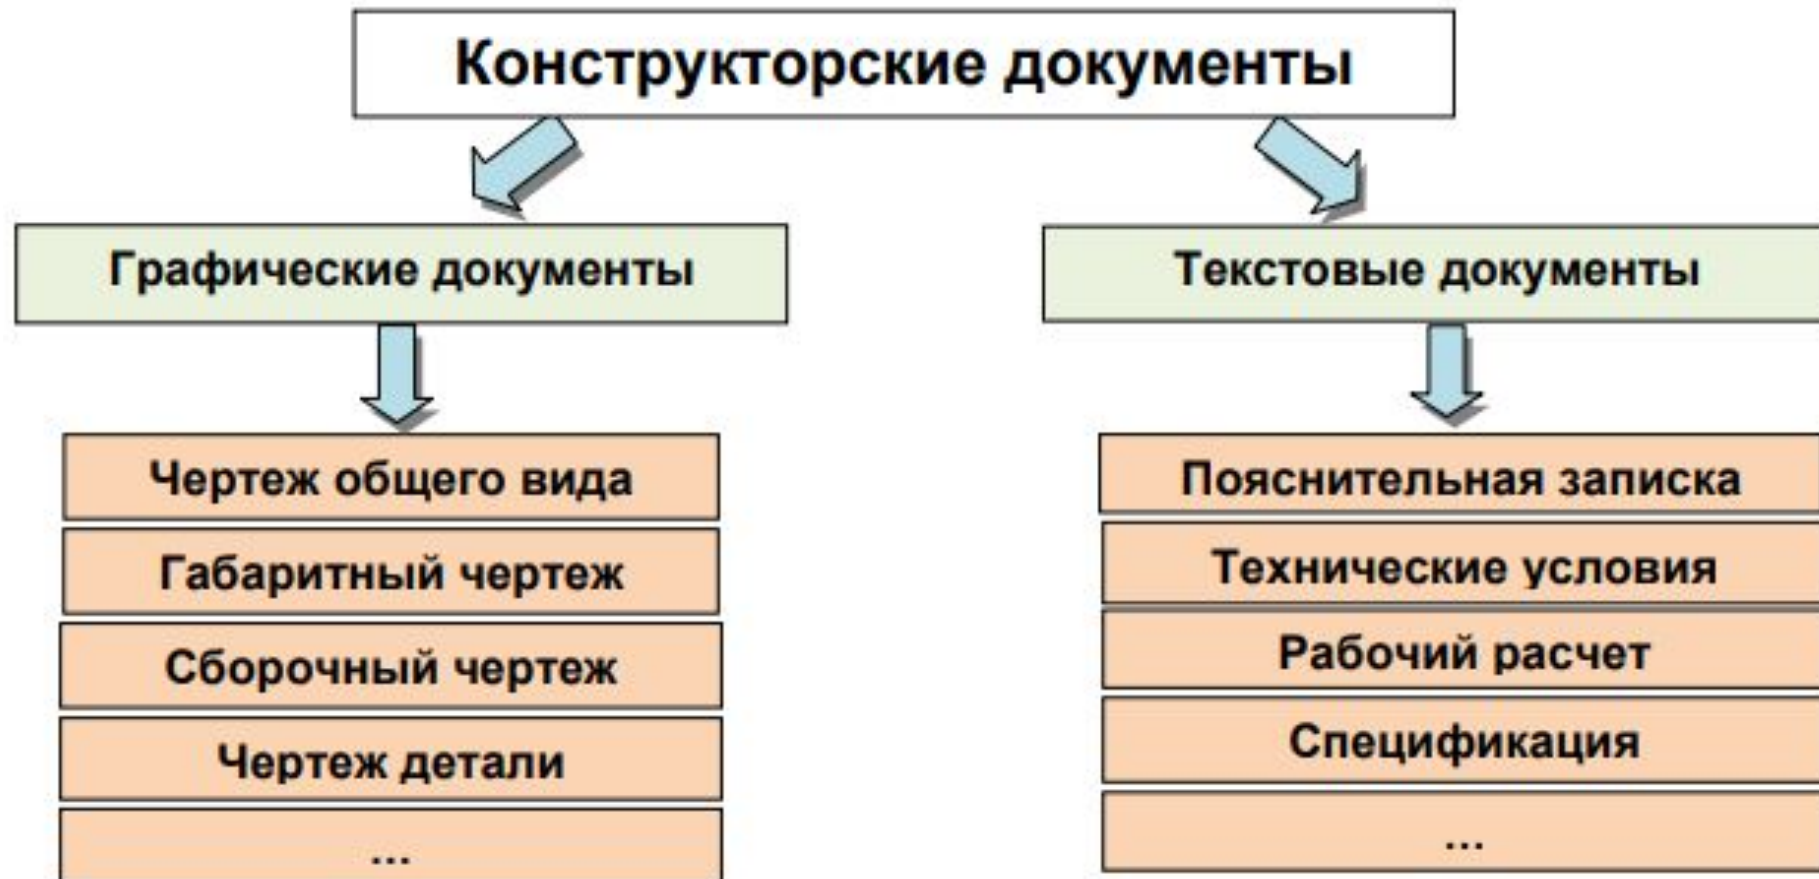 Конструкторские документы
Графические документы
Текстовые документы
Чертеж общего вида
Габаритный чертеж
Сборочный чертеж
Чертеж детали
...
Пояснительная записка
Технические условия
Рабочий расчет
Спецификация
...